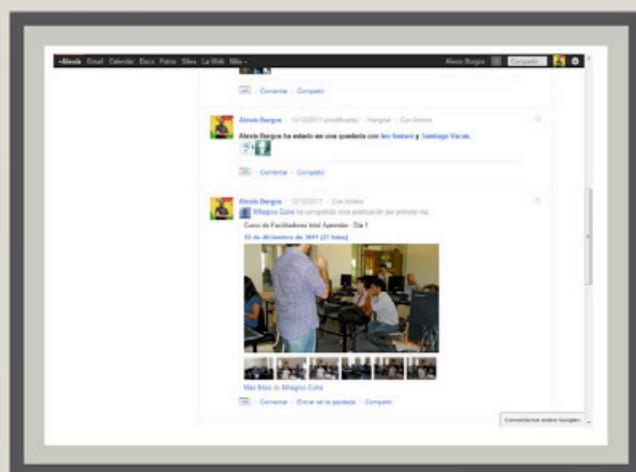 +Alexis Gmail Calendar Docs Fotos Sites La Web Más
Alexis Burgos Compartir
Comentar - Compartir
Alexis Burgos - 13/12/2011 (modificado) - Hangout - Con límites
Alexis Burgos ha estado en una quedada con leo fontani y Santiago Vacas.
Comentar - Compartir
Alexis Burgos - 12/12/2011 - Con límites
Milagros ha compartido esta publicación por primera vez
Curso de Facilitadores Intel Aprender - Día 1
12 de diciembre de 2011 (37 fotos)
Más fotos de Milagros
Comentar - Entrar en la quedada - Compartir
Comentarios sobre Google+